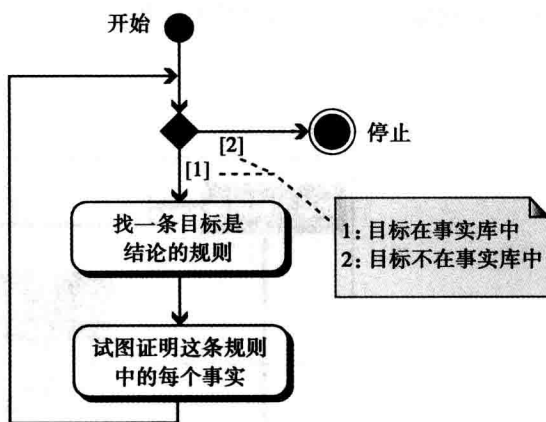 开始
停止
[2]
[1]
找一条目标是
结论的规则
1: 目标在事实库中
2: 目标不在事实库中
试图证明这条规则
中的每个事实